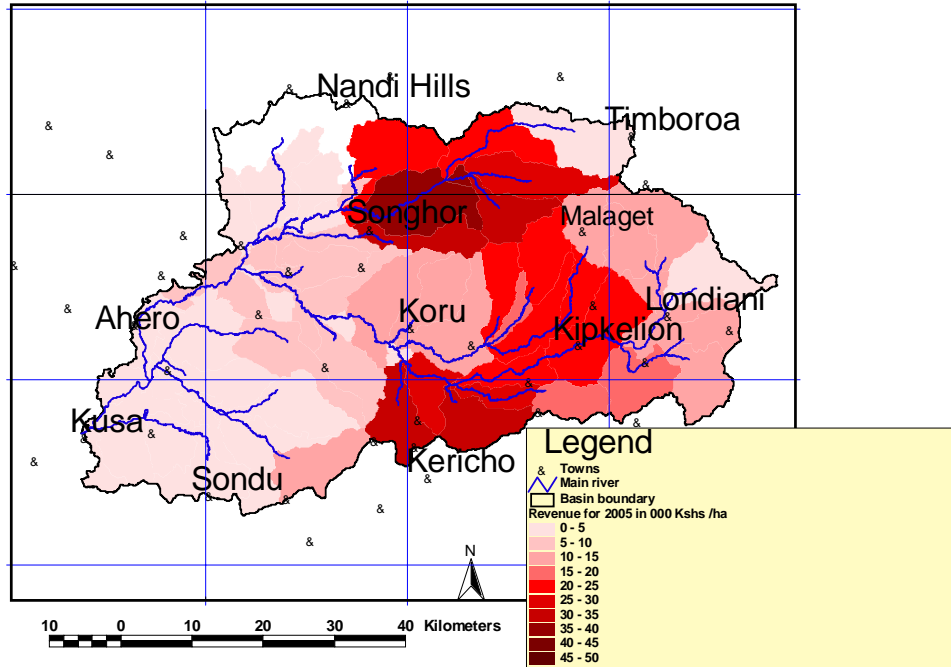 Nandi Hills
Timboroa
Songhor
Malaget
Londiani
Koru
Ahero
Kipkelion
Kusa
Kericho
Sondu
N
Legend
& Towns
Main river
Basin boundary
Revenue for 2005 in 000 Kshs /ha
0 - 5
5 - 10
10 - 15
15 - 20
20 - 25
25 - 30
30 - 35
35 - 40
40 - 45
45 - 50
10 0 10 20 30 40 Kilometers